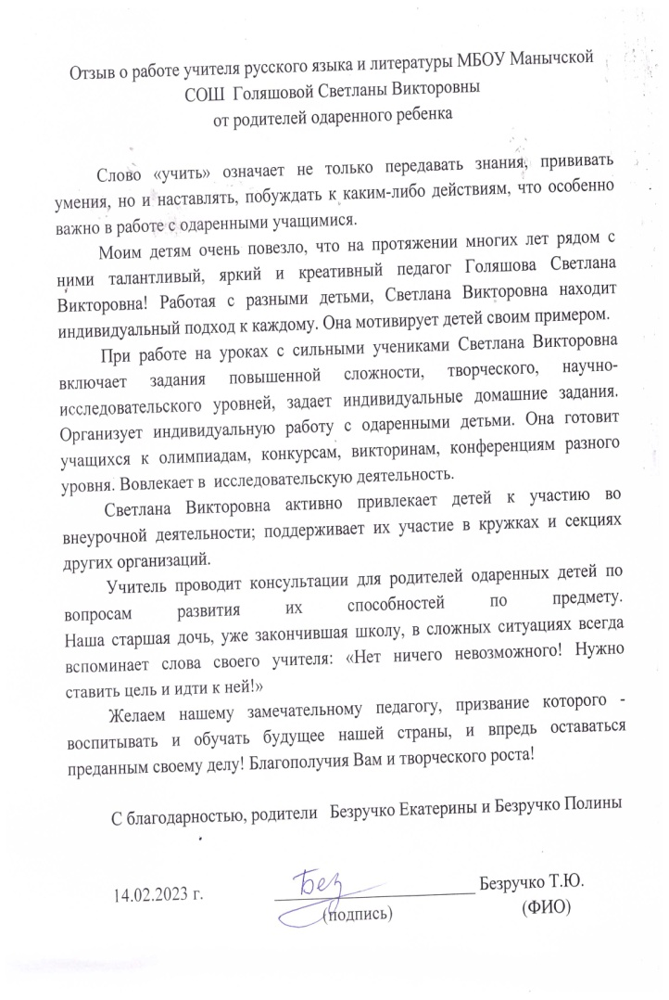 Отзыв о работе учителя русского языка и литературы МБОУ Манычской
СОШ Голяшовой Светланы Викторовны
от родителей одаренного ребенка
Слово «учить» означает не только передавать знания, прививать
умения, но и наставлять, побуждать к каким-либо действиям, что особенно
важно в работе с одаренными учащимися.
Моим детям очень повезло, что на протяжении многих лет рядом с
ними талантливый, яркий и креативный педагог Голяшова Светлана
Викторовна! Работая с разными детьми, Светлана Викторовна находит
индивидуальный подход к каждому. Она мотивирует детей своим примером.
При работе на уроках с сильными учениками Светлана Викторовна
включает задания повышенной сложности, творческого, научно-
исследовательского уровней, задает индивидуальные домашние задания.
Организует индивидуальную работу с одаренными детьми. Она готовит
учащихся к олимпиадам, конкурсам, викторинам, конференциям разного
уровня. Вовлекает в исследовательскую деятельность.
Светлана Викторовна активно привлекает детей к участию во
внеурочной деятельности; поддерживает их участие в кружках и секциях
других организаций.
Учитель проводит консультации для родителей одаренных детей по
вопросам развития их способностей по предмету.
Наша старшая дочь, уже закончившая школу, в сложных ситуациях всегда
вспоминает слова своего учителя: «Нет ничего невозможного! Нужно
ставить цель и идти к ней!»
Желаем нашему замечательному педагогу, призвание которого -
воспитывать и обучать будущее нашей страны, и впредь оставаться
преданным своему делу! Благополучия Вам и творческого роста!
С благодарностью, родители Безручко Екатерины и Безручко Полины
14.02.2023 г. Без Безручко Т.Ю.
(подпись) (ФИО)